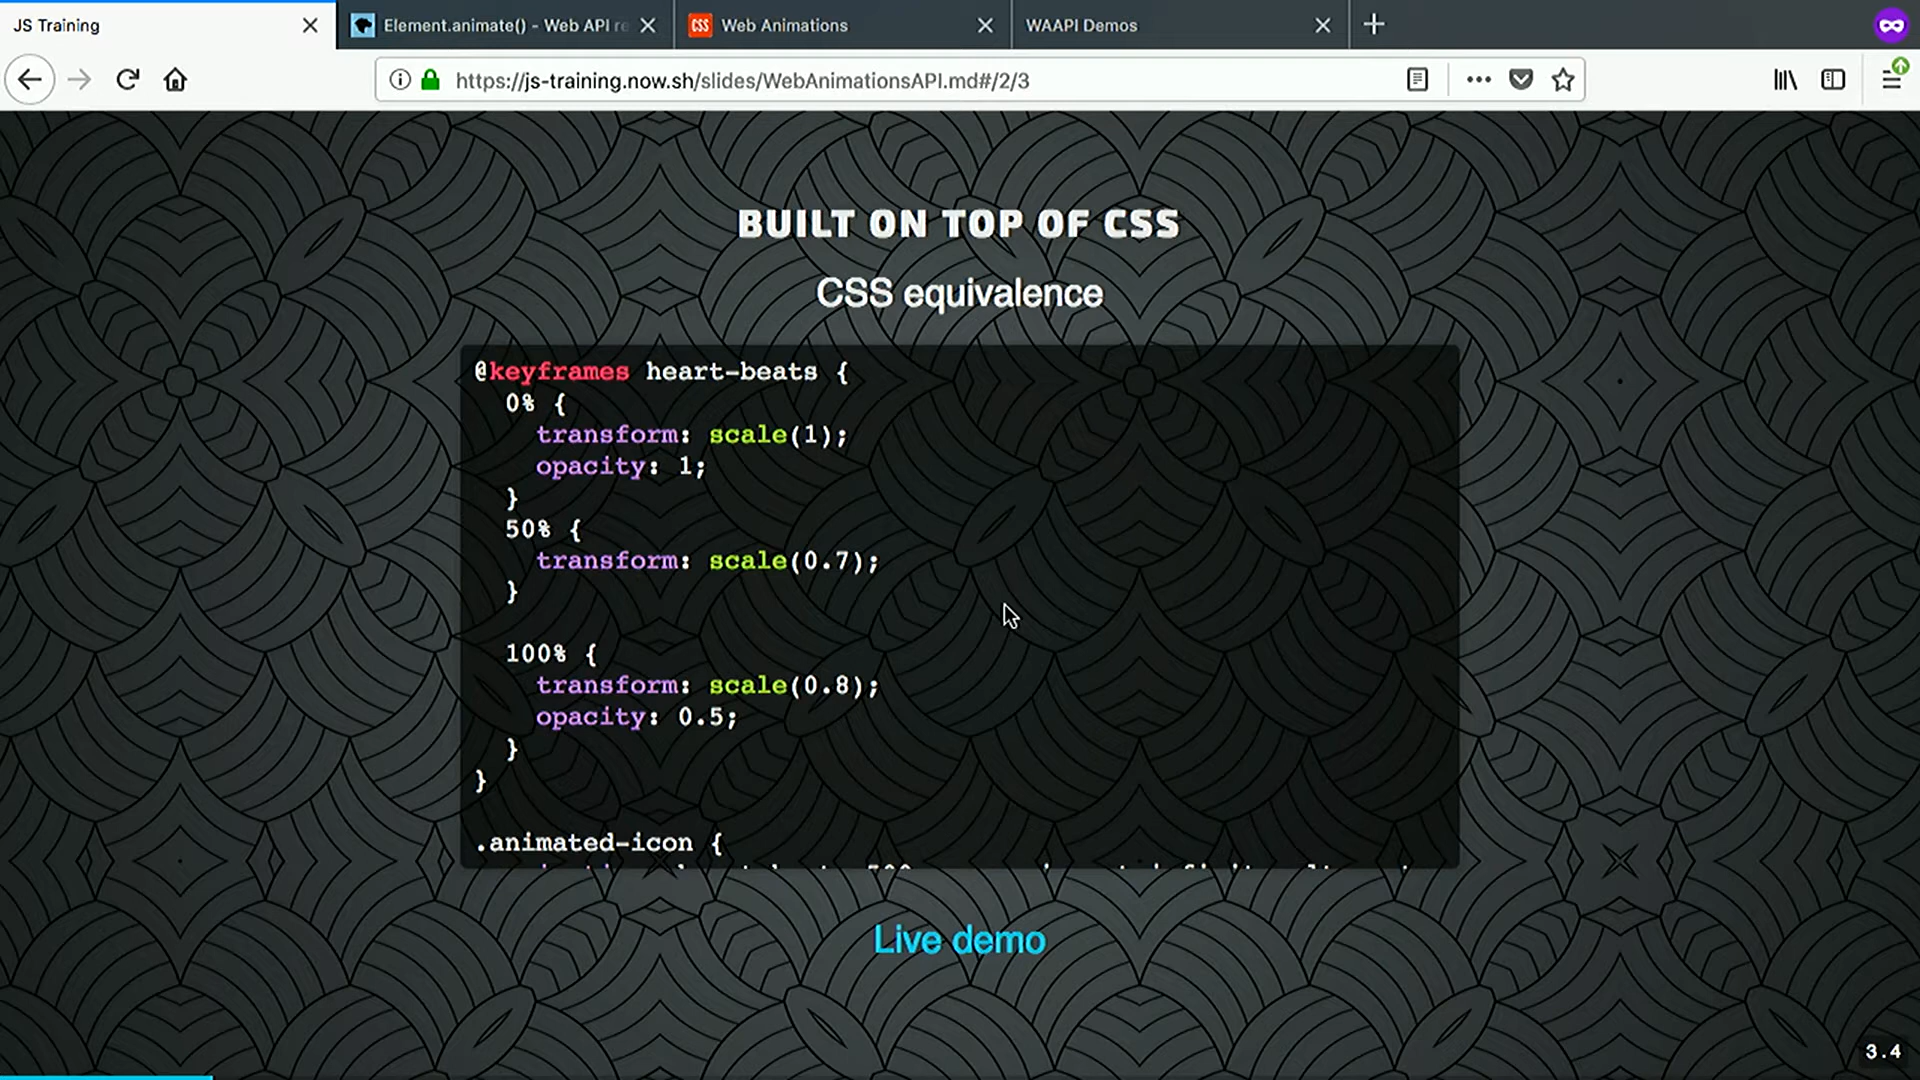 JS Training
Element.animate() - Web API re
CSS
Web Animations
WAAPI Demos
https://js-training.now.sh/slides/WebAnimationsAPI.md#/2/3
BUILT ON TOP OF CSS
CSS equivalence
@keyframes heart-beats {
0% {
transform: scale(1);
opacity: 1;
}
50% {
transform: scale(0.7);
}
100% {
transform: scale(0.8);
opacity: 0.5;
}
}
.animated-icon {
Live demo
3.4